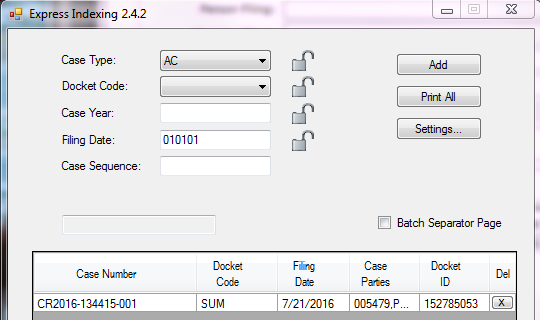 Express Indexing 2.4.2
Case Type: AC Add
Docket Code:
Case Year: Print All
Filing Date: 010101 Settings...
Case Sequence:
Batch Separator Page
Case Number Docket Code Filing Date Case Parties Docket ID Del
CR2016-134415-001 SUM 7/21/2016 005479,P... 152785053 X